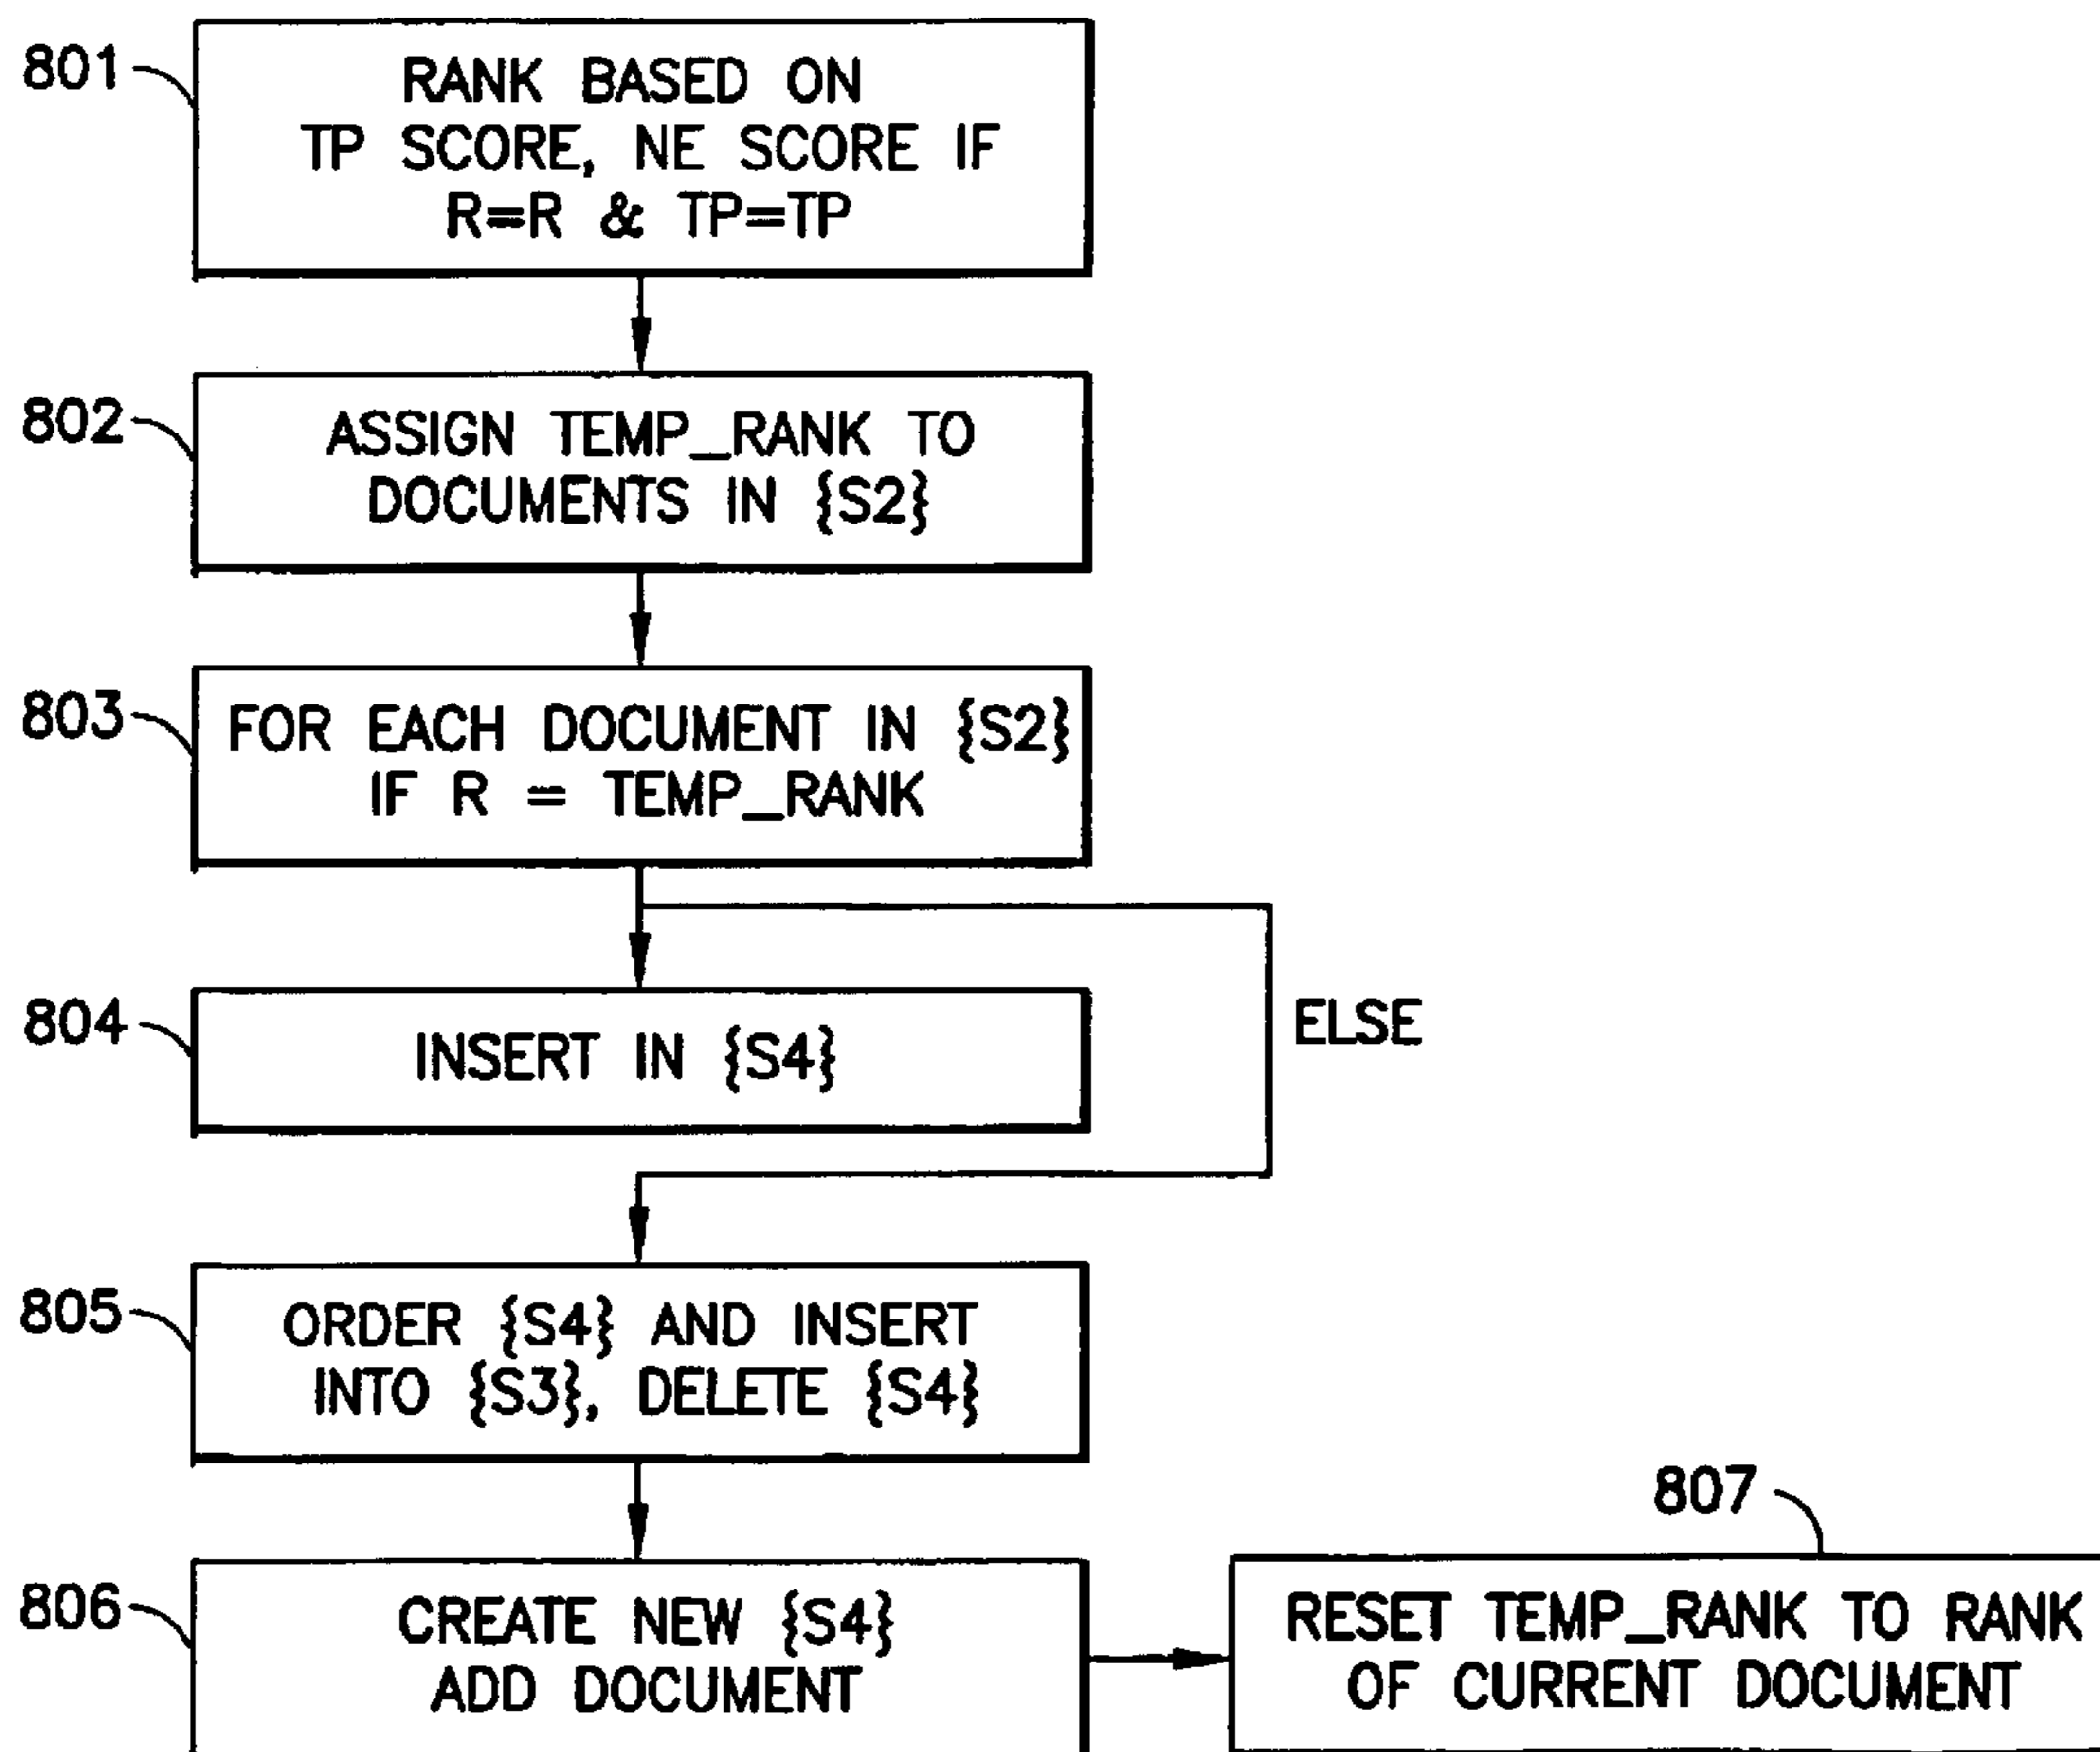 801
RANK BASED ON
TP SCORE, NE SCORE IF
R=R & TP=TP
802
ASSIGN TEMP_RANK TO
DOCUMENTS IN {S2}
803
FOR EACH DOCUMENT IN {S2}
IF R = TEMP_RANK
804
INSERT IN {S4}
ELSE
805
ORDER {S4} AND INSERT
INTO {S3}, DELETE {S4}
806
CREATE NEW {S4}
ADD DOCUMENT
807
RESET TEMP_RANK TO RANK
OF CURRENT DOCUMENT